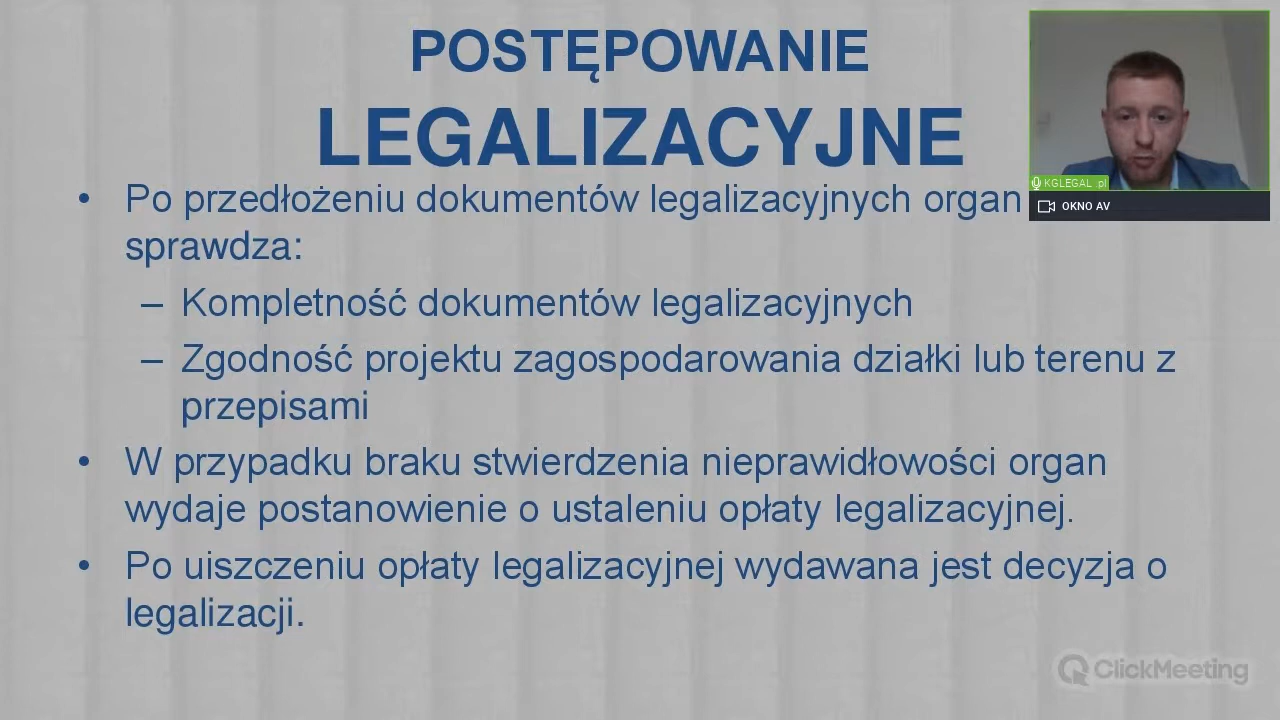 POSTĘPOWANIE
LEGALIZACYJNE
• Po przedłożeniu dokumentów legalizacyjnych organ
sprawdza:
– Kompletność dokumentów legalizacyjnych
– Zgodność projektu zagospodarowania działki lub terenu z
przepisami
• W przypadku braku stwierdzenia nieprawidłowości organ
wydaje postanowienie o ustaleniu opłaty legalizacyjnej.
• Po uiszczeniu opłaty legalizacyjnej wydawana jest decyzja o
legalizacji.
KGLEGAL .pl
OKNO AV
ClickMeeting